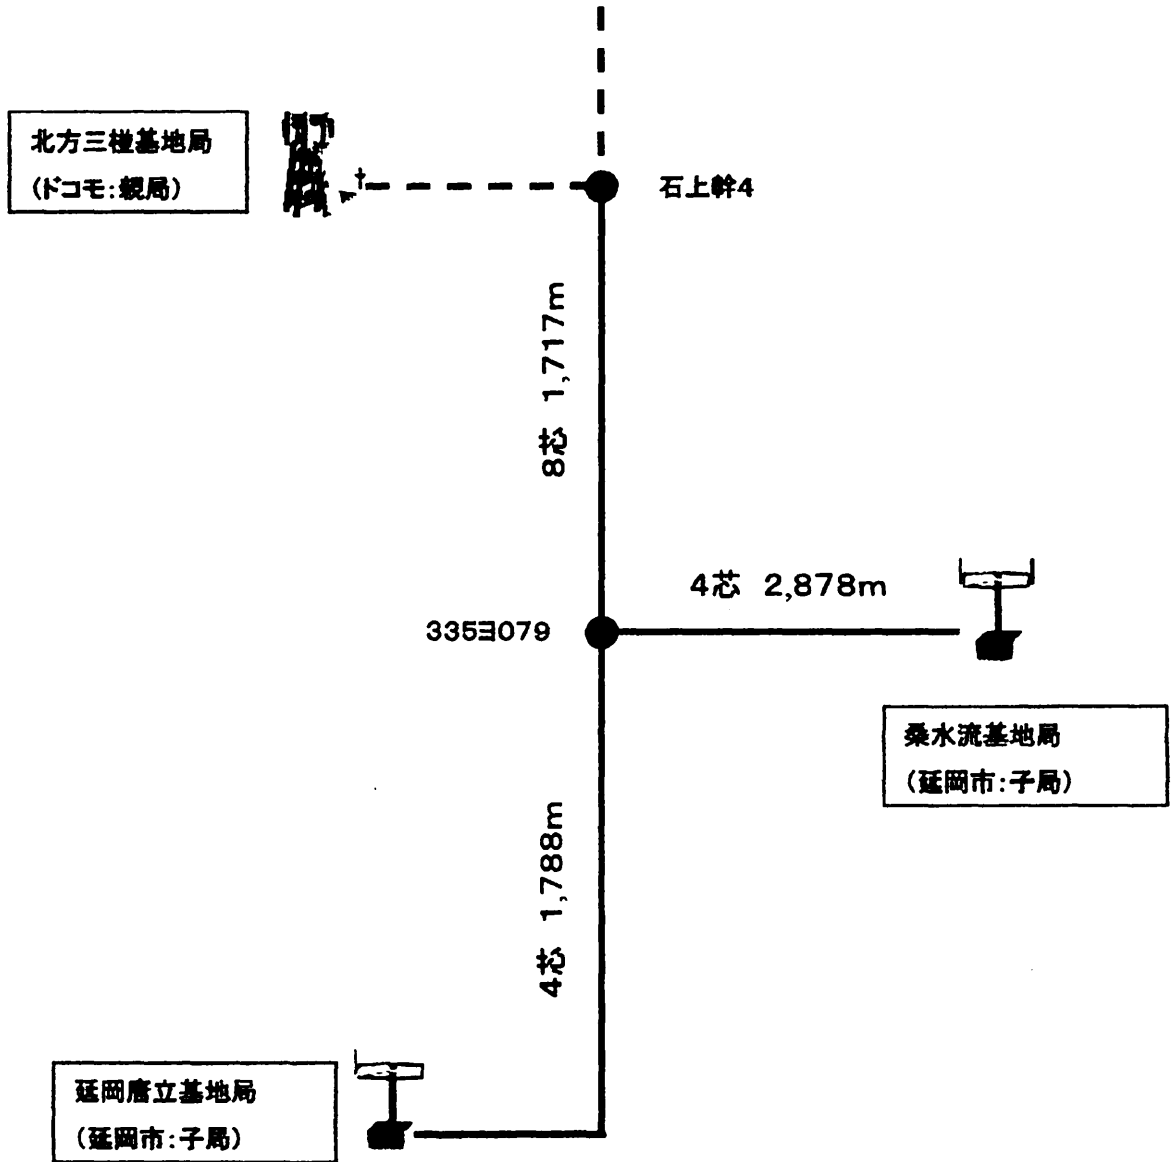 北方三椪基地局
(ドコモ:親局)
石上幹4
8芯 1,717m
4芯 2,878m
335ヨ079
桑水流基地局
(延岡市:子局)
4芯 1,788m
延岡唐立基地局
(延岡市:子局)